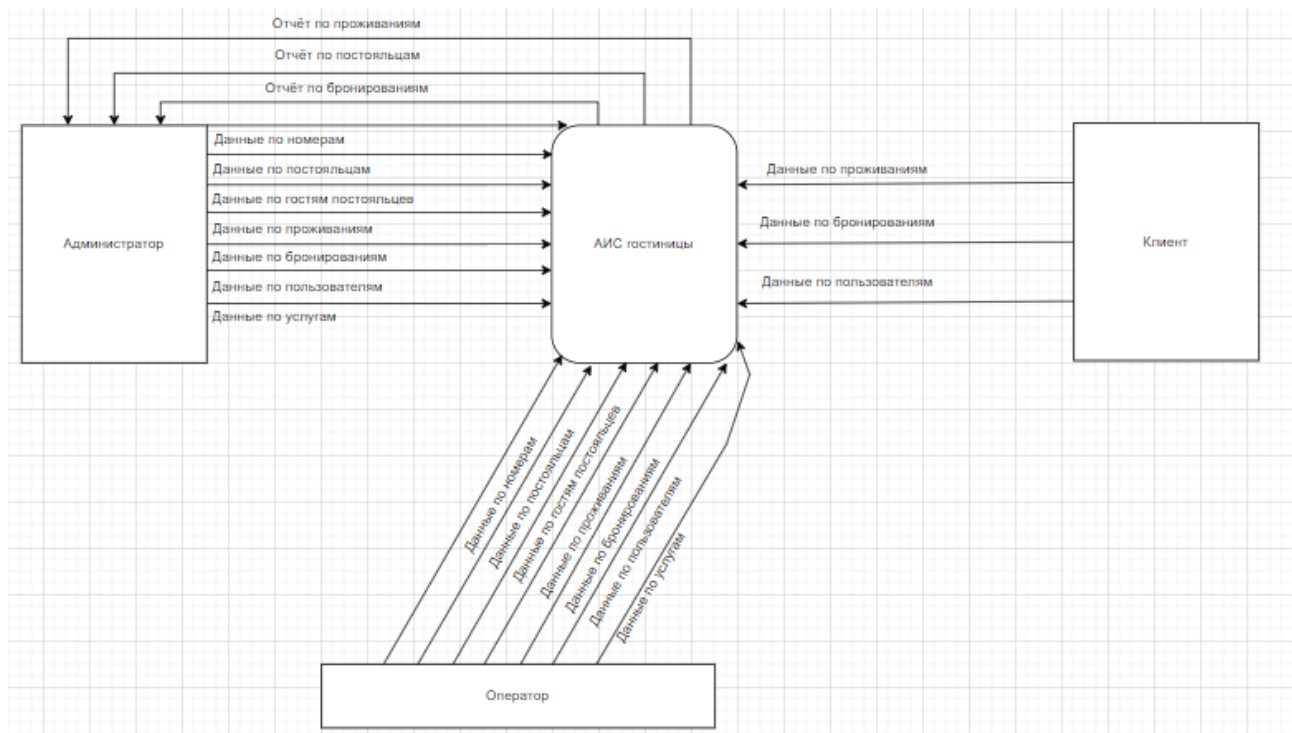 Отчёт по проживаниям
Отчёт по постояльцам
Отчёт по бронированиям
Данные по номерам
Данные по постояльцам
Данные по гостям постояльцев
Данные по проживаниям
Данные по бронированиям
Данные по пользователям
Данные по услугам
Администратор
АИС гостиницы
Данные по проживаниям
Данные по бронированиям
Данные по пользователям
Клиент
Данные по номерам
Данные по постояльцам
Данные по гостям постояльцев
Данные по проживаниям
Данные по бронированиям
Данные по пользователям
Данные по услугам
Оператор